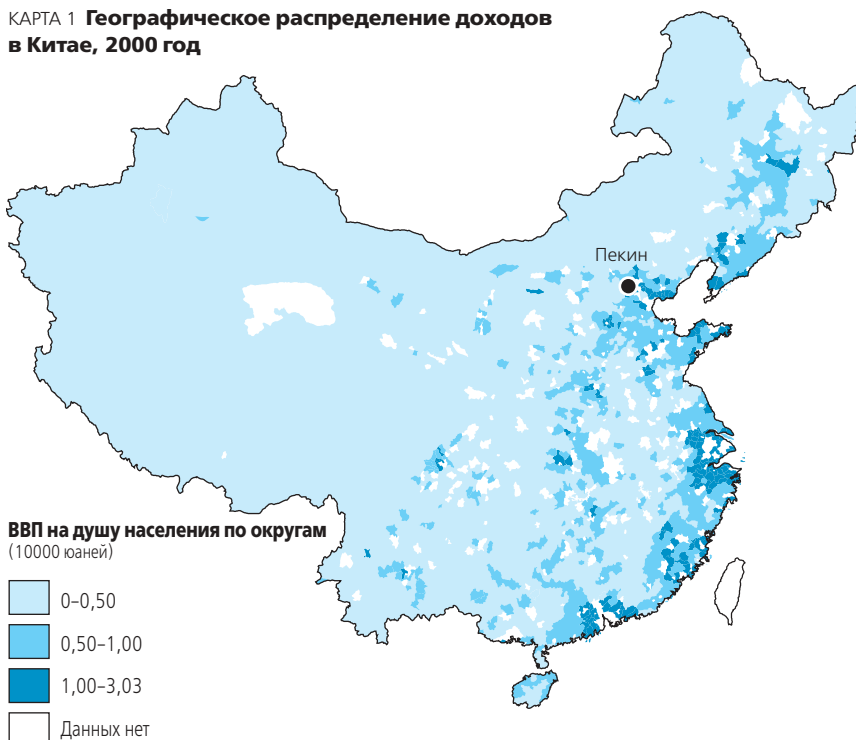 КАРТА 1 Географическое распределение доходов
в Китае, 2000 год
Пекин
ВВП на душу населения по округам
(10000 юаней)
0–0,50
0,50–1,00
1,00–3,03
Данных нет